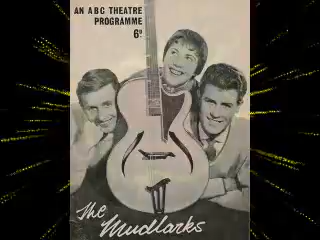 AN ABC THEATRE
PROGRAMME
6ᴰ
The
Mudlarks